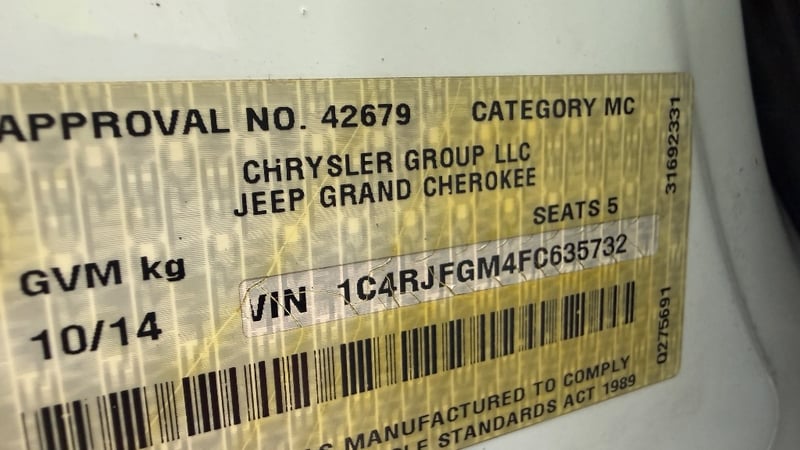 APPROVAL NO. 42679 CATEGORY MC
CHRYSLER GROUP LLC
JEEP GRAND CHEROKEE
SEATS 5
GVM kg
VIN 1C4RJFGM4FC635732
10/14
MANUFACTURED TO COMPLY
STANDARDS ACT 1989
31692331
0275691